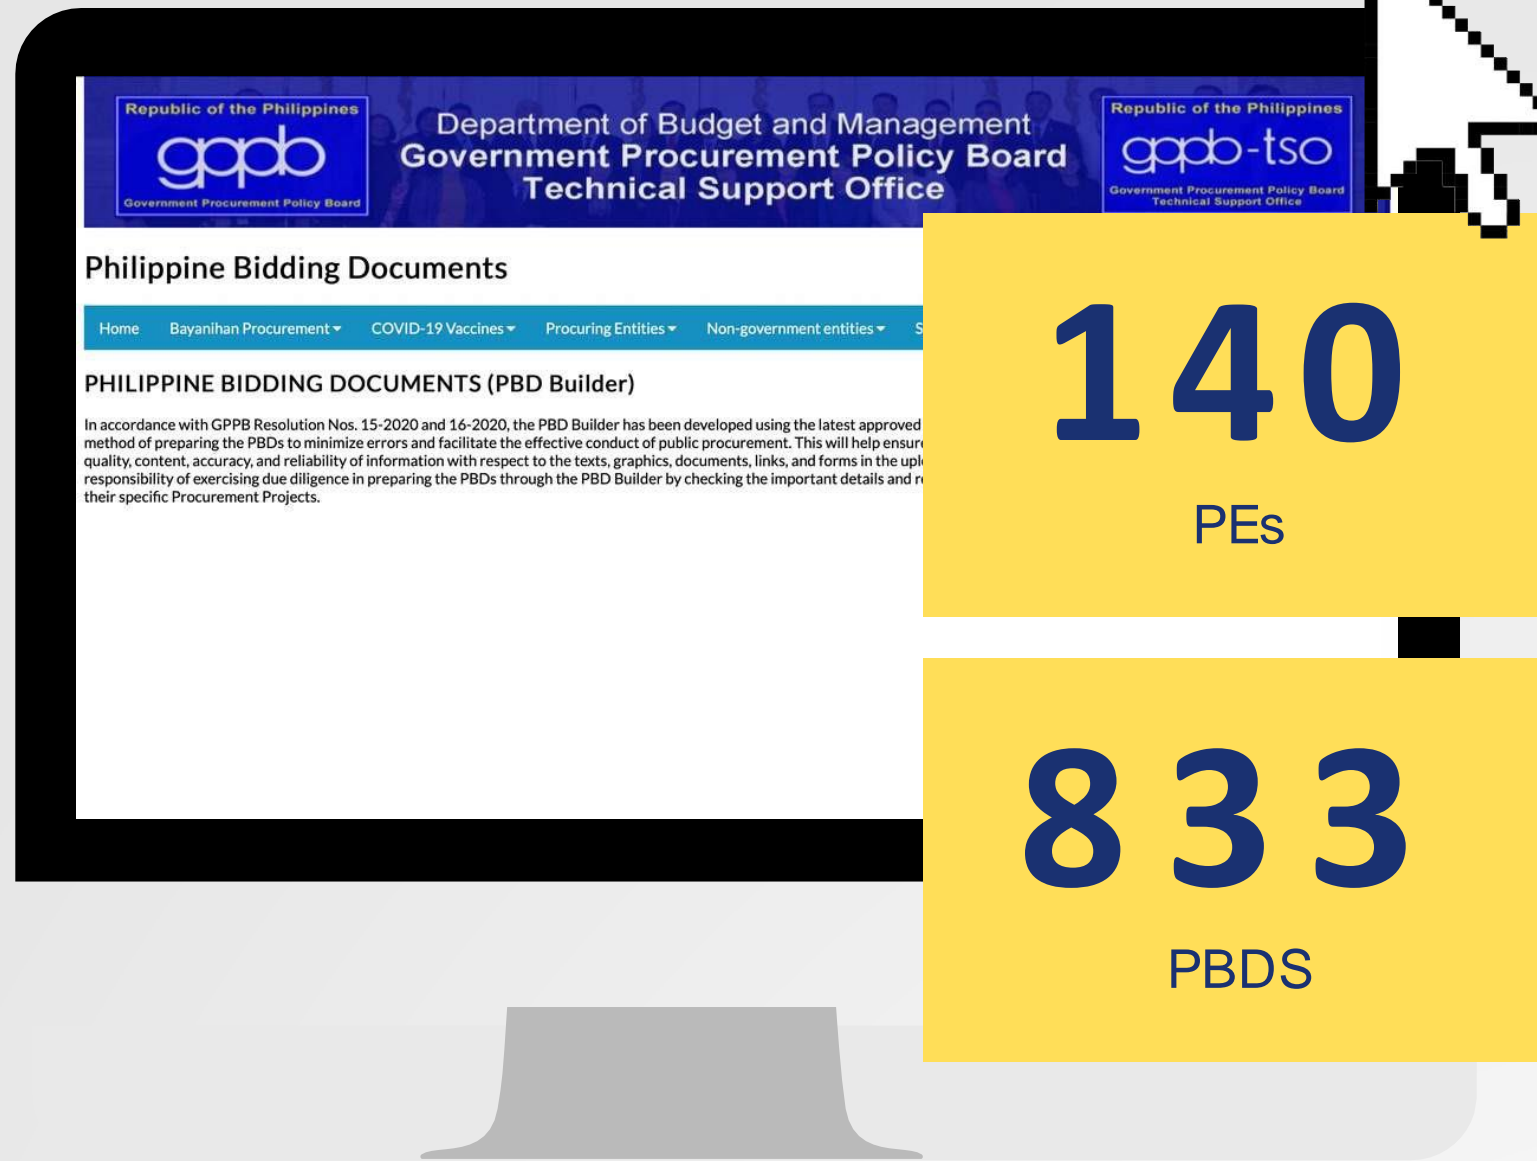 Republic of the Philippines
gppb
Government Procurement Policy Board
Department of Budget and Management
Government Procurement Policy Board
Technical Support Office
Republic of the Philippines
gppb-tso
Government Procurement Policy Board
Technical Support Office
Philippine Bidding Documents
Home Bayanihan Procurement COVID-19 Vaccines Procuring Entities Non-government entities
PHILIPPINE BIDDING DOCUMENTS (PBD Builder)
In accordance with GPPB Resolution Nos. 15-2020 and 16-2020, the PBD Builder has been developed using the latest approved
method of preparing the PBDs to minimize errors and facilitate the effective conduct of public procurement. This will help ensure
quality, content, accuracy, and reliability of information with respect to the texts, graphics, documents, links, and forms in the
responsibility of exercising due diligence in preparing the PBDs through the PBD Builder by checking the important details and
their specific Procurement Projects.
140
PEs
833
PBDS